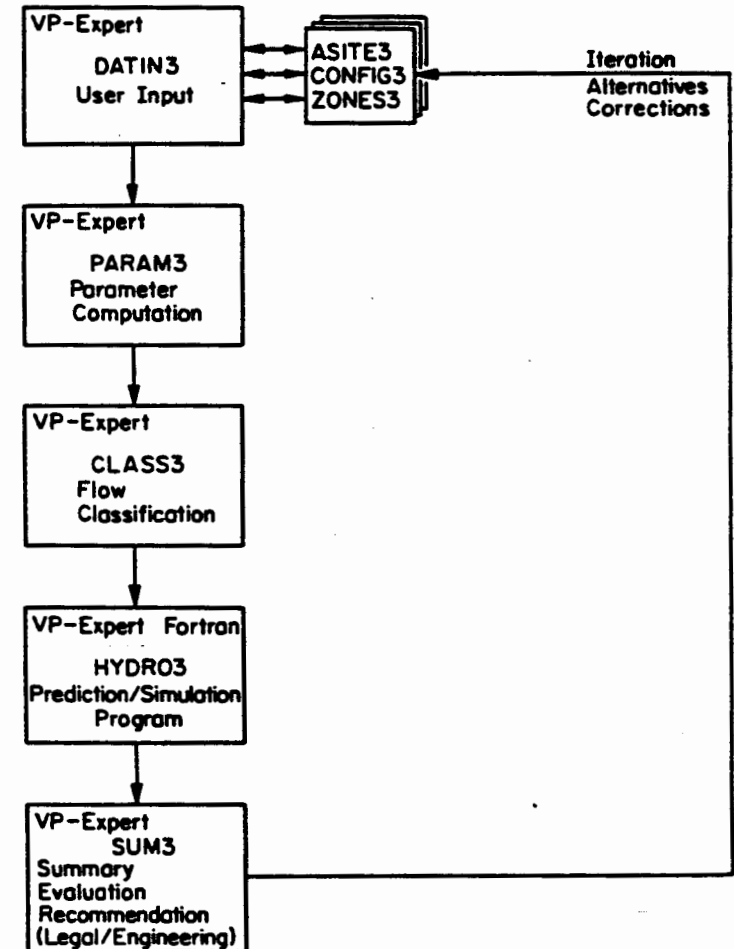 VP-Expert
DATIN3
User Input
ASITE3
CONFIG3
ZONES3
Iteration
Alternatives
Corrections
VP-Expert
PARAM3
Parameter
Computation
VP-Expert
CLASS3
Flow
Classification
VP-Expert Fortran
HYDRO3
Prediction/Simulation
Program
VP-Expert
SUM3
Summary
Evaluation
Recommendation
(Legal/Engineering)